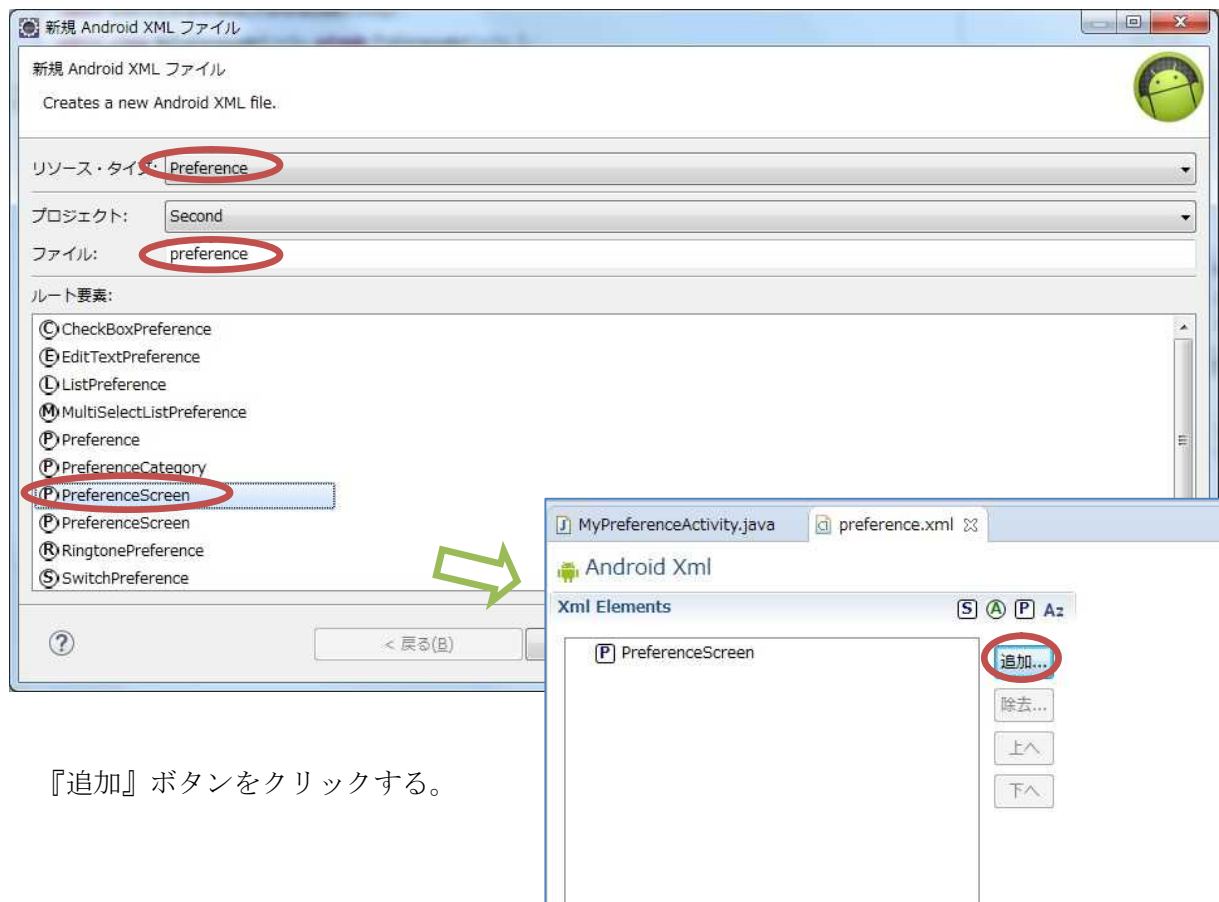 新規 Android XML ファイル
新規 Android XML ファイル
Creates a new Android XML file.
リソース・タイプ: Preference
プロジェクト: Second
ファイル: preference
ルート要素:
C CheckBoxPreference
E EditTextPreference
L ListPreference
M MultiSelectListPreference
P Preference
P PreferenceCategory
P PreferenceScreen
P PreferenceScreen
R RingtonePreference
S SwitchPreference
? < 戻る(B)
J MyPreferenceActivity.java preference.xml
Android Xml
Xml Elements S A P Az
P PreferenceScreen
追加...
除去...
上へ
下へ
『追加』ボタンをクリックする。